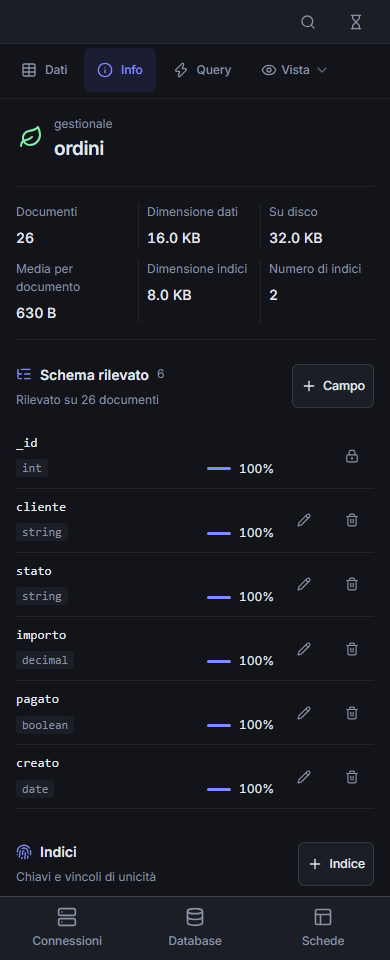 Dati Info Query Vista
gestionale
ordini
Documenti Dimensione dati Su disco
26 16.0 KB 32.0 KB
Media per documento Dimensione indici Numero di indici
630 B 8.0 KB 2
Schema rilevato 6
Rilevato su 26 documenti
Campo
_id
int 100%
cliente
string 100%
stato
string 100%
importo
decimal 100%
pagato
boolean 100%
creato
date 100%
Indici
Chiavi e vincoli di unicità
Indice
Connessioni Database Schede